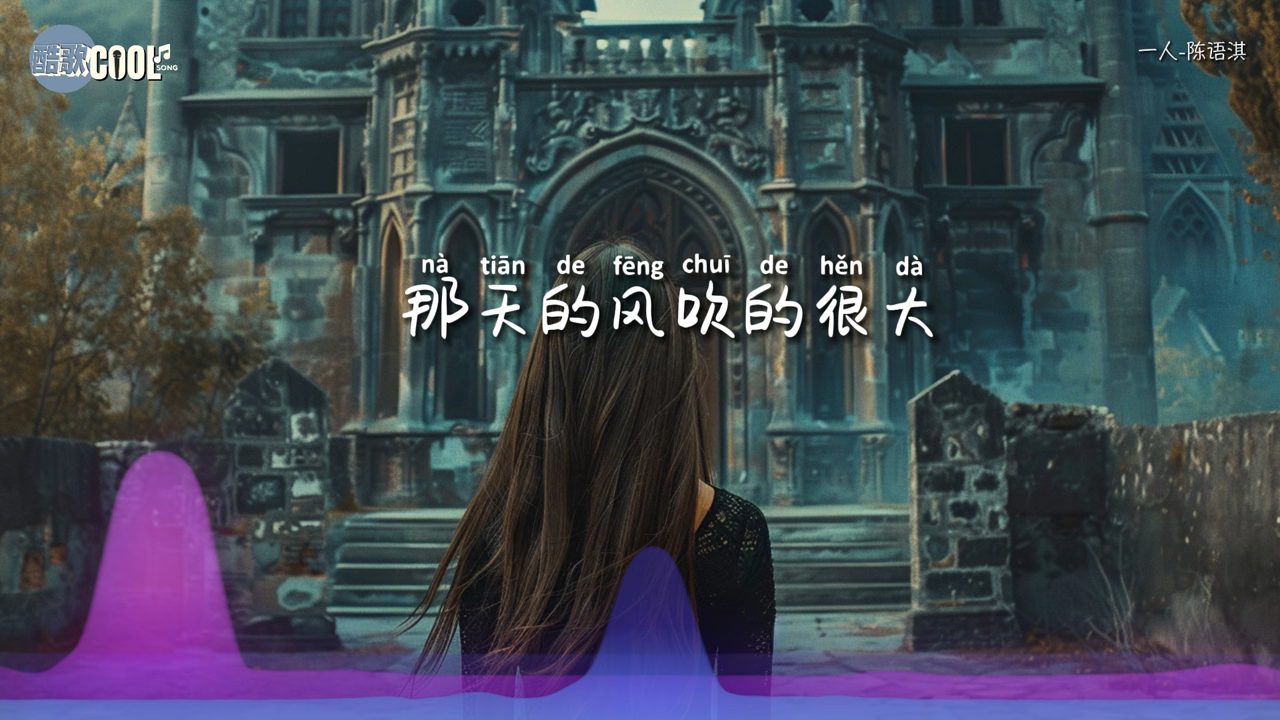 酷歌COOL SONG
一人-陈语淇
nà tiān de fēng chuī de hěn dà
那天的风吹的很大